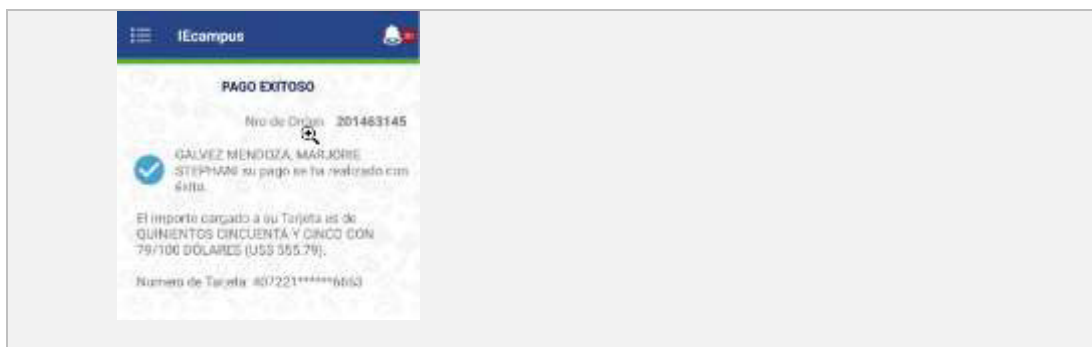 IEcampus
PAGO EXITOSO
Nro de Orden 201463145
GALVEZ MENDOZA, MARJORIE
STEPHANI su pago se ha realizado con
éxito.
El importe cargado a su Tarjeta es de
QUINIENTOS CINCUENTA Y CINCO CON
79/100 DOLARES (US$ 555.79).
Numero de Tarjeta: 407221******6653